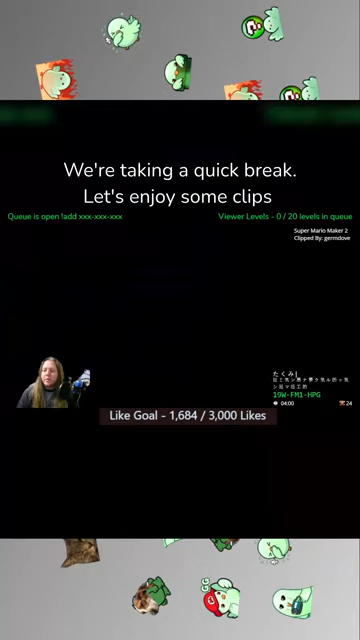 We're taking a quick break.
Let's enjoy some clips
Queue is open !add xxx-xxx-xxx
Viewer Levels - 0 / 20 levels in queue
Super Mario Maker 2
Clipped By: germdove
たくみ
19W-FM1-HPG
04:00
24
Like Goal - 1,684 / 3,000 Likes
GG